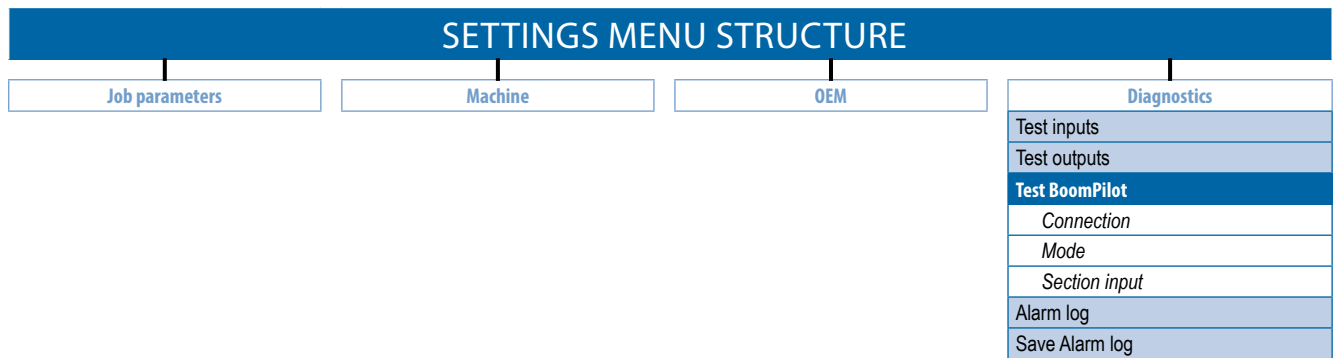 SETTINGS MENU STRUCTURE
Job parameters
Machine
OEM
Diagnostics
Test inputs
Test outputs
Test BoomPilot
Connection
Mode
Section input
Alarm log
Save Alarm log